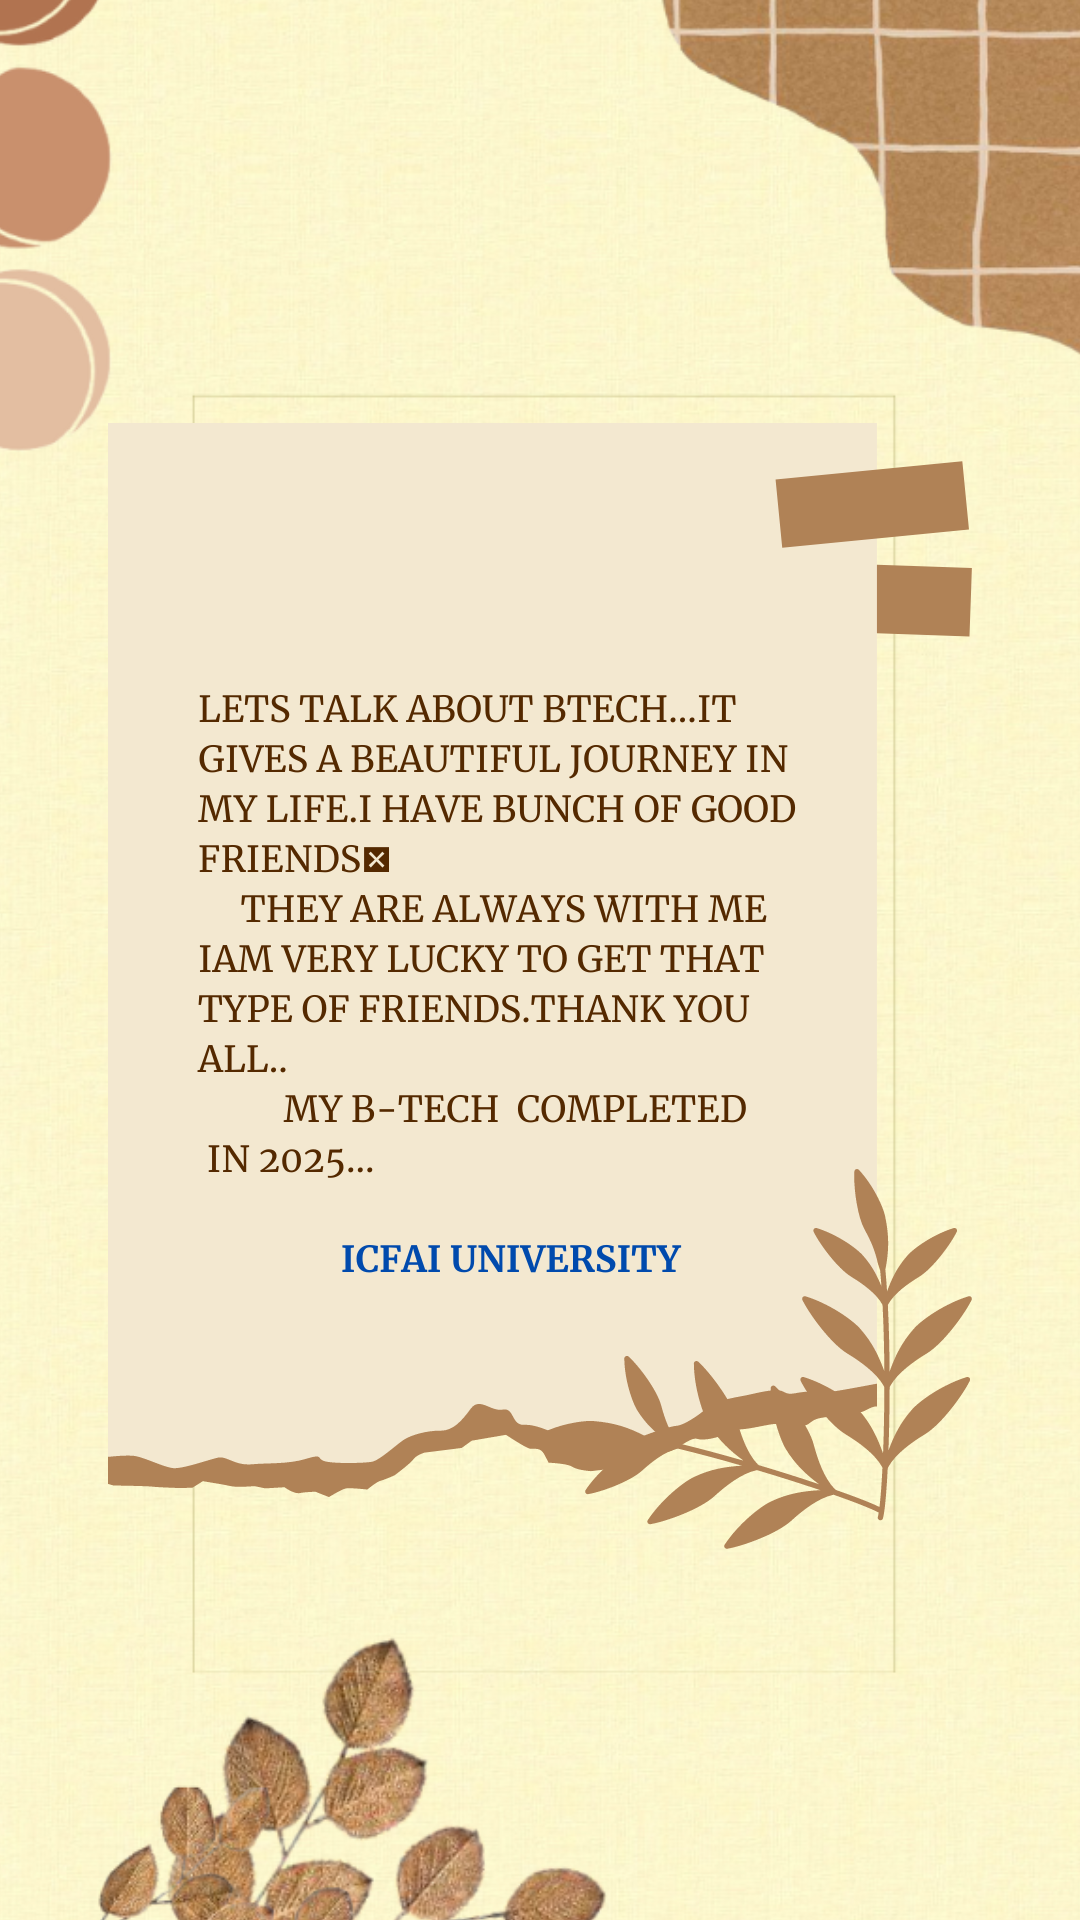 LETS TALK ABOUT BTECH...IT
GIVES A BEAUTIFUL JOURNEY IN
MY LIFE.I HAVE BUNCH OF GOOD
FRIENDS
THEY ARE ALWAYS WITH ME
IAM VERY LUCKY TO GET THAT
TYPE OF FRIENDS.THANK YOU
ALL..
MY B-TECH  COMPLETED
IN 2025...
ICFAI UNIVERSITY